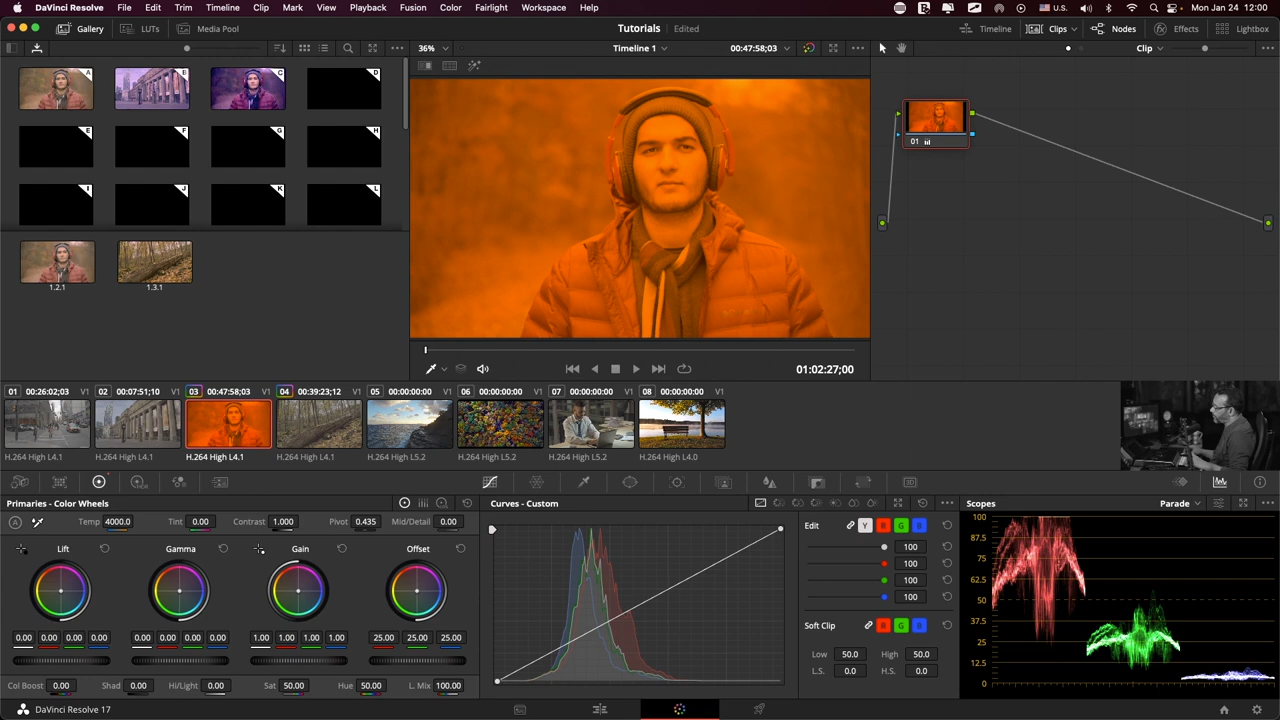 DaVinci Resolve File Edit Trim Timeline Clip Mark View Playback Fusion Color Fairlight Workspace Help U.S. Mon Jan 24 12:00
Gallery LUTs Media Pool Tutorials Edited Timeline Clips Nodes Effects Lightbox
36% Timeline 1 00:47:58;03 Clip
A B C D
E F G H
I J K L
1.2.1 1.3.1
01
01:02:27;00
01 00:26:02;03 V1 02 00:07:51;10 V1 03 00:47:58;03 V1 04 00:39:23;12 V1 05 00:00:00:00 V1 06 00:00:00:00 V1 07 00:00:00:00 V1 08 00:00:00:00 V1
H.264 High L4.1 H.264 High L4.1 H.264 High L4.1 H.264 High L4.1 H.264 High L5.2 H.264 High L5.2 H.264 High L5.2 H.264 High L4.0
3D
Primaries - Color Wheels Curves - Custom Scopes Parade
A Temp 4000.0 Tint 0.00 Contrast 1.000 Pivot 0.435 Mid/Detail 0.00
Lift Gamma Gain Offset
0.00 0.00 0.00 0.00 0.00 0.00 0.00 0.00 1.00 1.00 1.00 1.00 25.00 25.00 25.00
Col Boost 0.00 Shad 0.00 Hi/Light 0.00 Sat 50.00 Hue 50.00 L. Mix 100.00
Edit Y R G B
100
100
100
100
Soft Clip R G B
Low 50.0 High 50.0
L.S. 0.0 H.S. 0.0
100
87.5
75
62.5
50
37.5
25
12.5
0
DaVinci Resolve 17